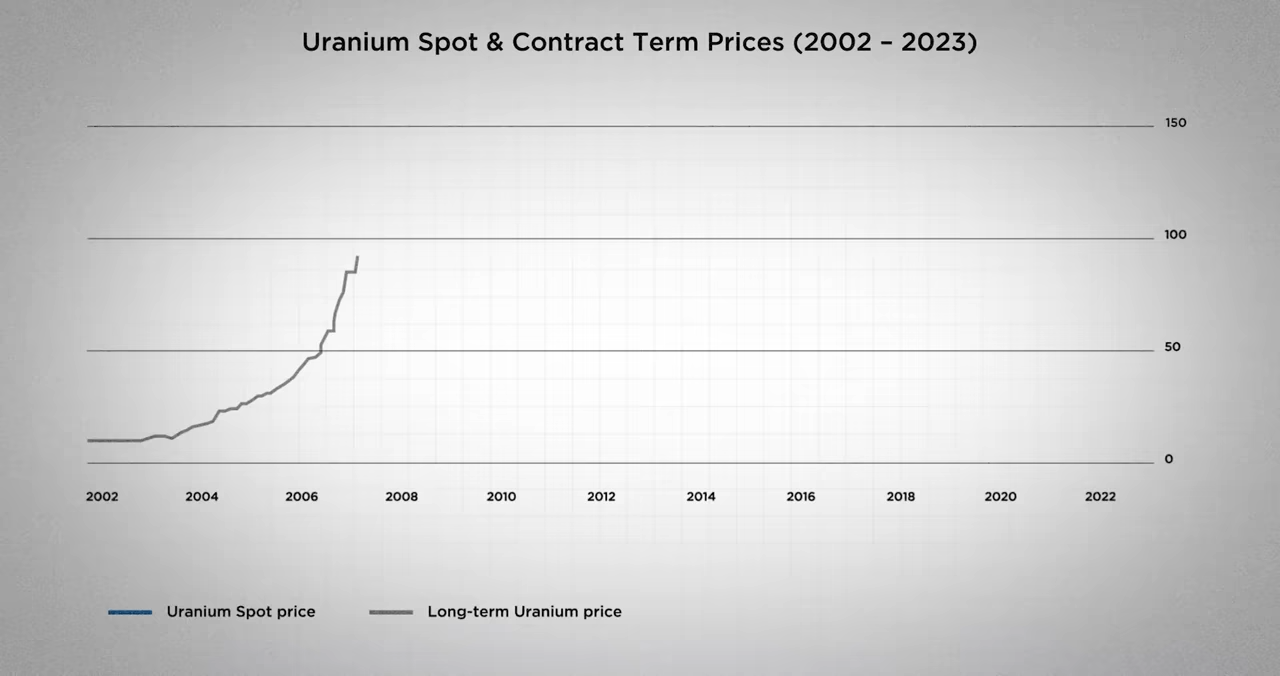 Uranium Spot & Contract Term Prices (2002 – 2023)
150
100
50
0
2002 2004 2006 2008 2010 2012 2014 2016 2018 2020 2022
Uranium Spot price Long-term Uranium price